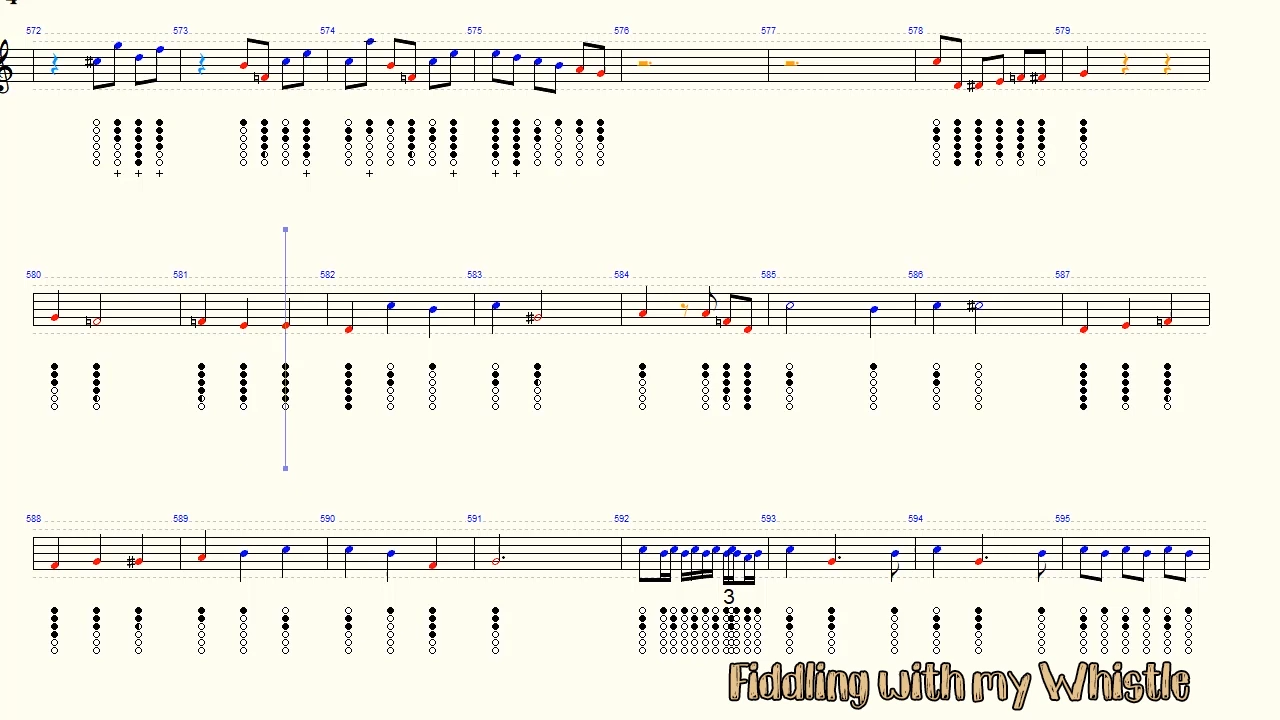 4
572 573 574 575 576 577 578 579
580 581 582 583 584 585 586 587
588 589 590 591 592 593 594 595
3
Fiddling with my Whistle